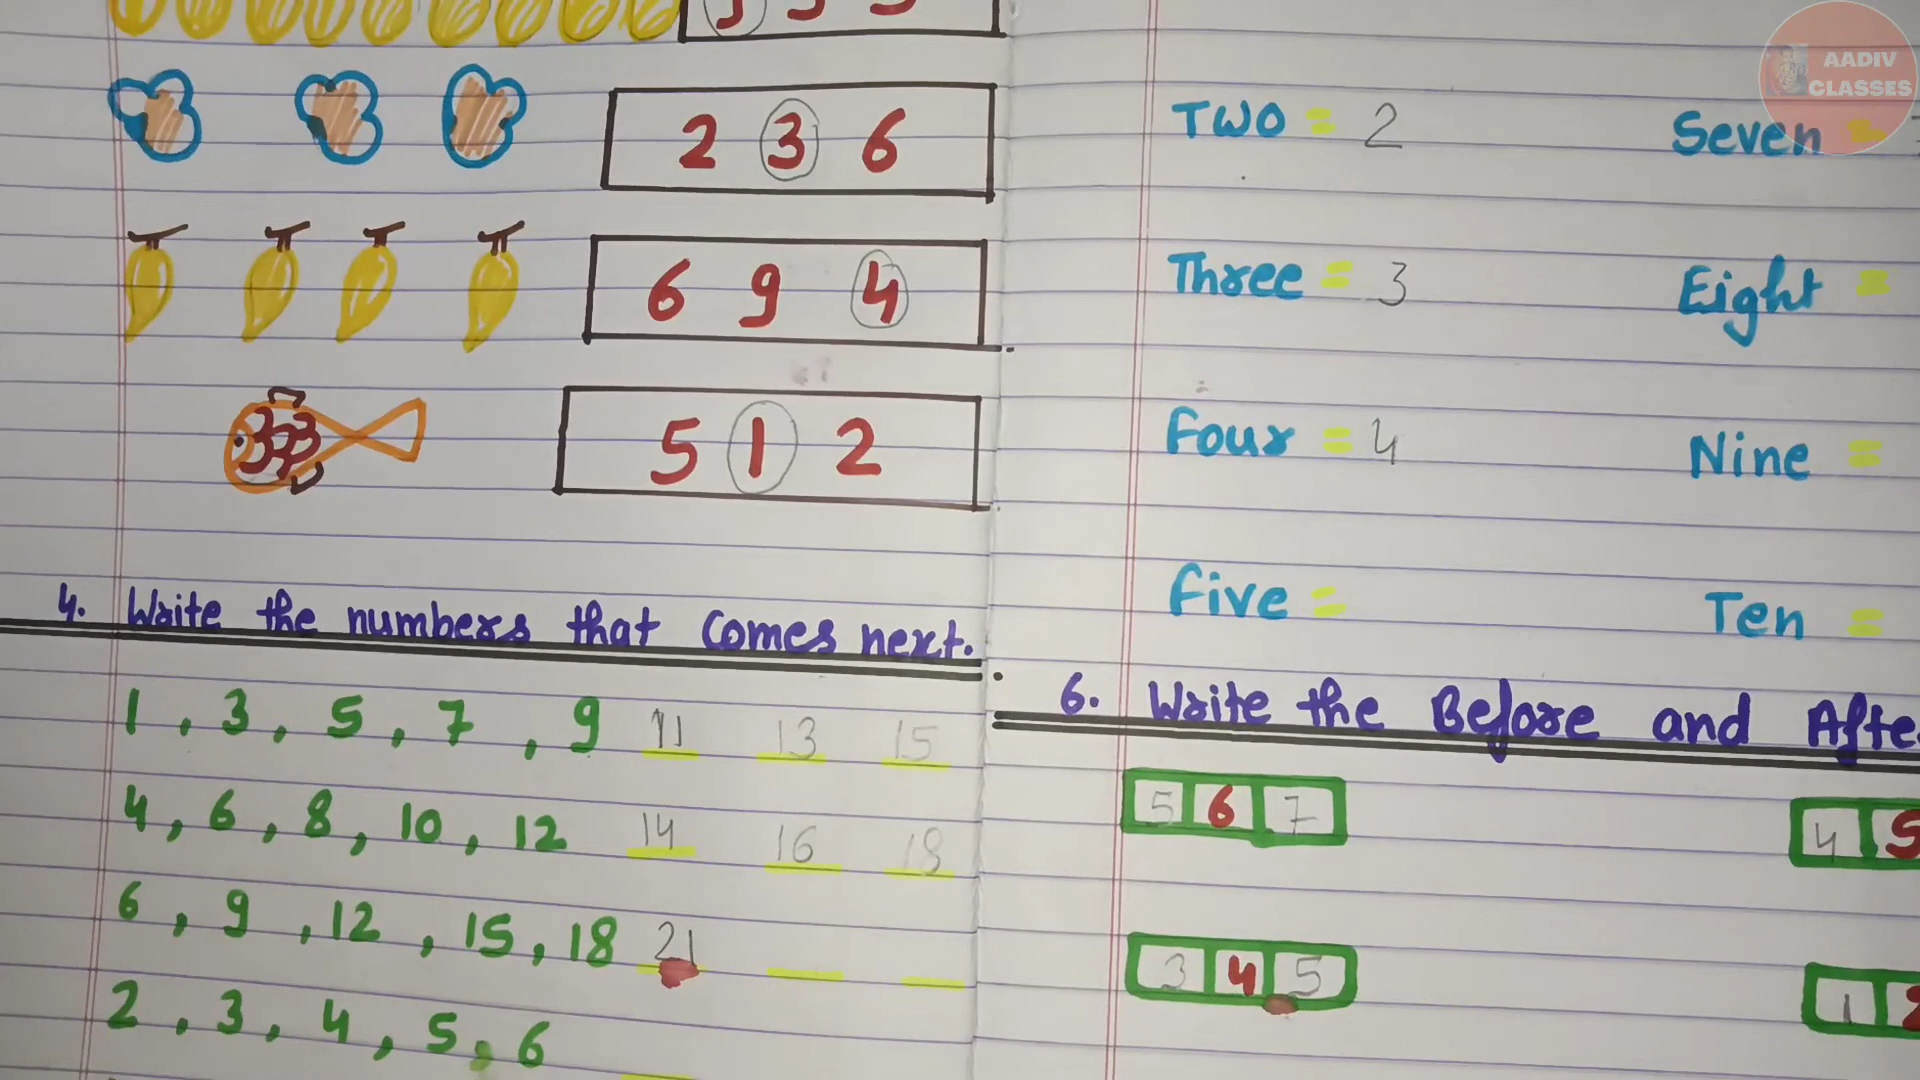 2 3 6
6 9 4
5 1 2
4. Write the numbers that comes next.
1 , 3 , 5 , 7 , 9 11 13 15
4 , 6 , 8 , 10 , 12 14 16 18
6 , 9 , 12 , 15 , 18 21
2 , 3 , 4 , 5 , 6
AADIV
CLASSES
TWO = 2 Seven =
Three = 3 Eight =
Four = 4 Nine =
Five = Ten =
6. Write the Before and Afte
5 6 7 4 5
3 4 5 1 2